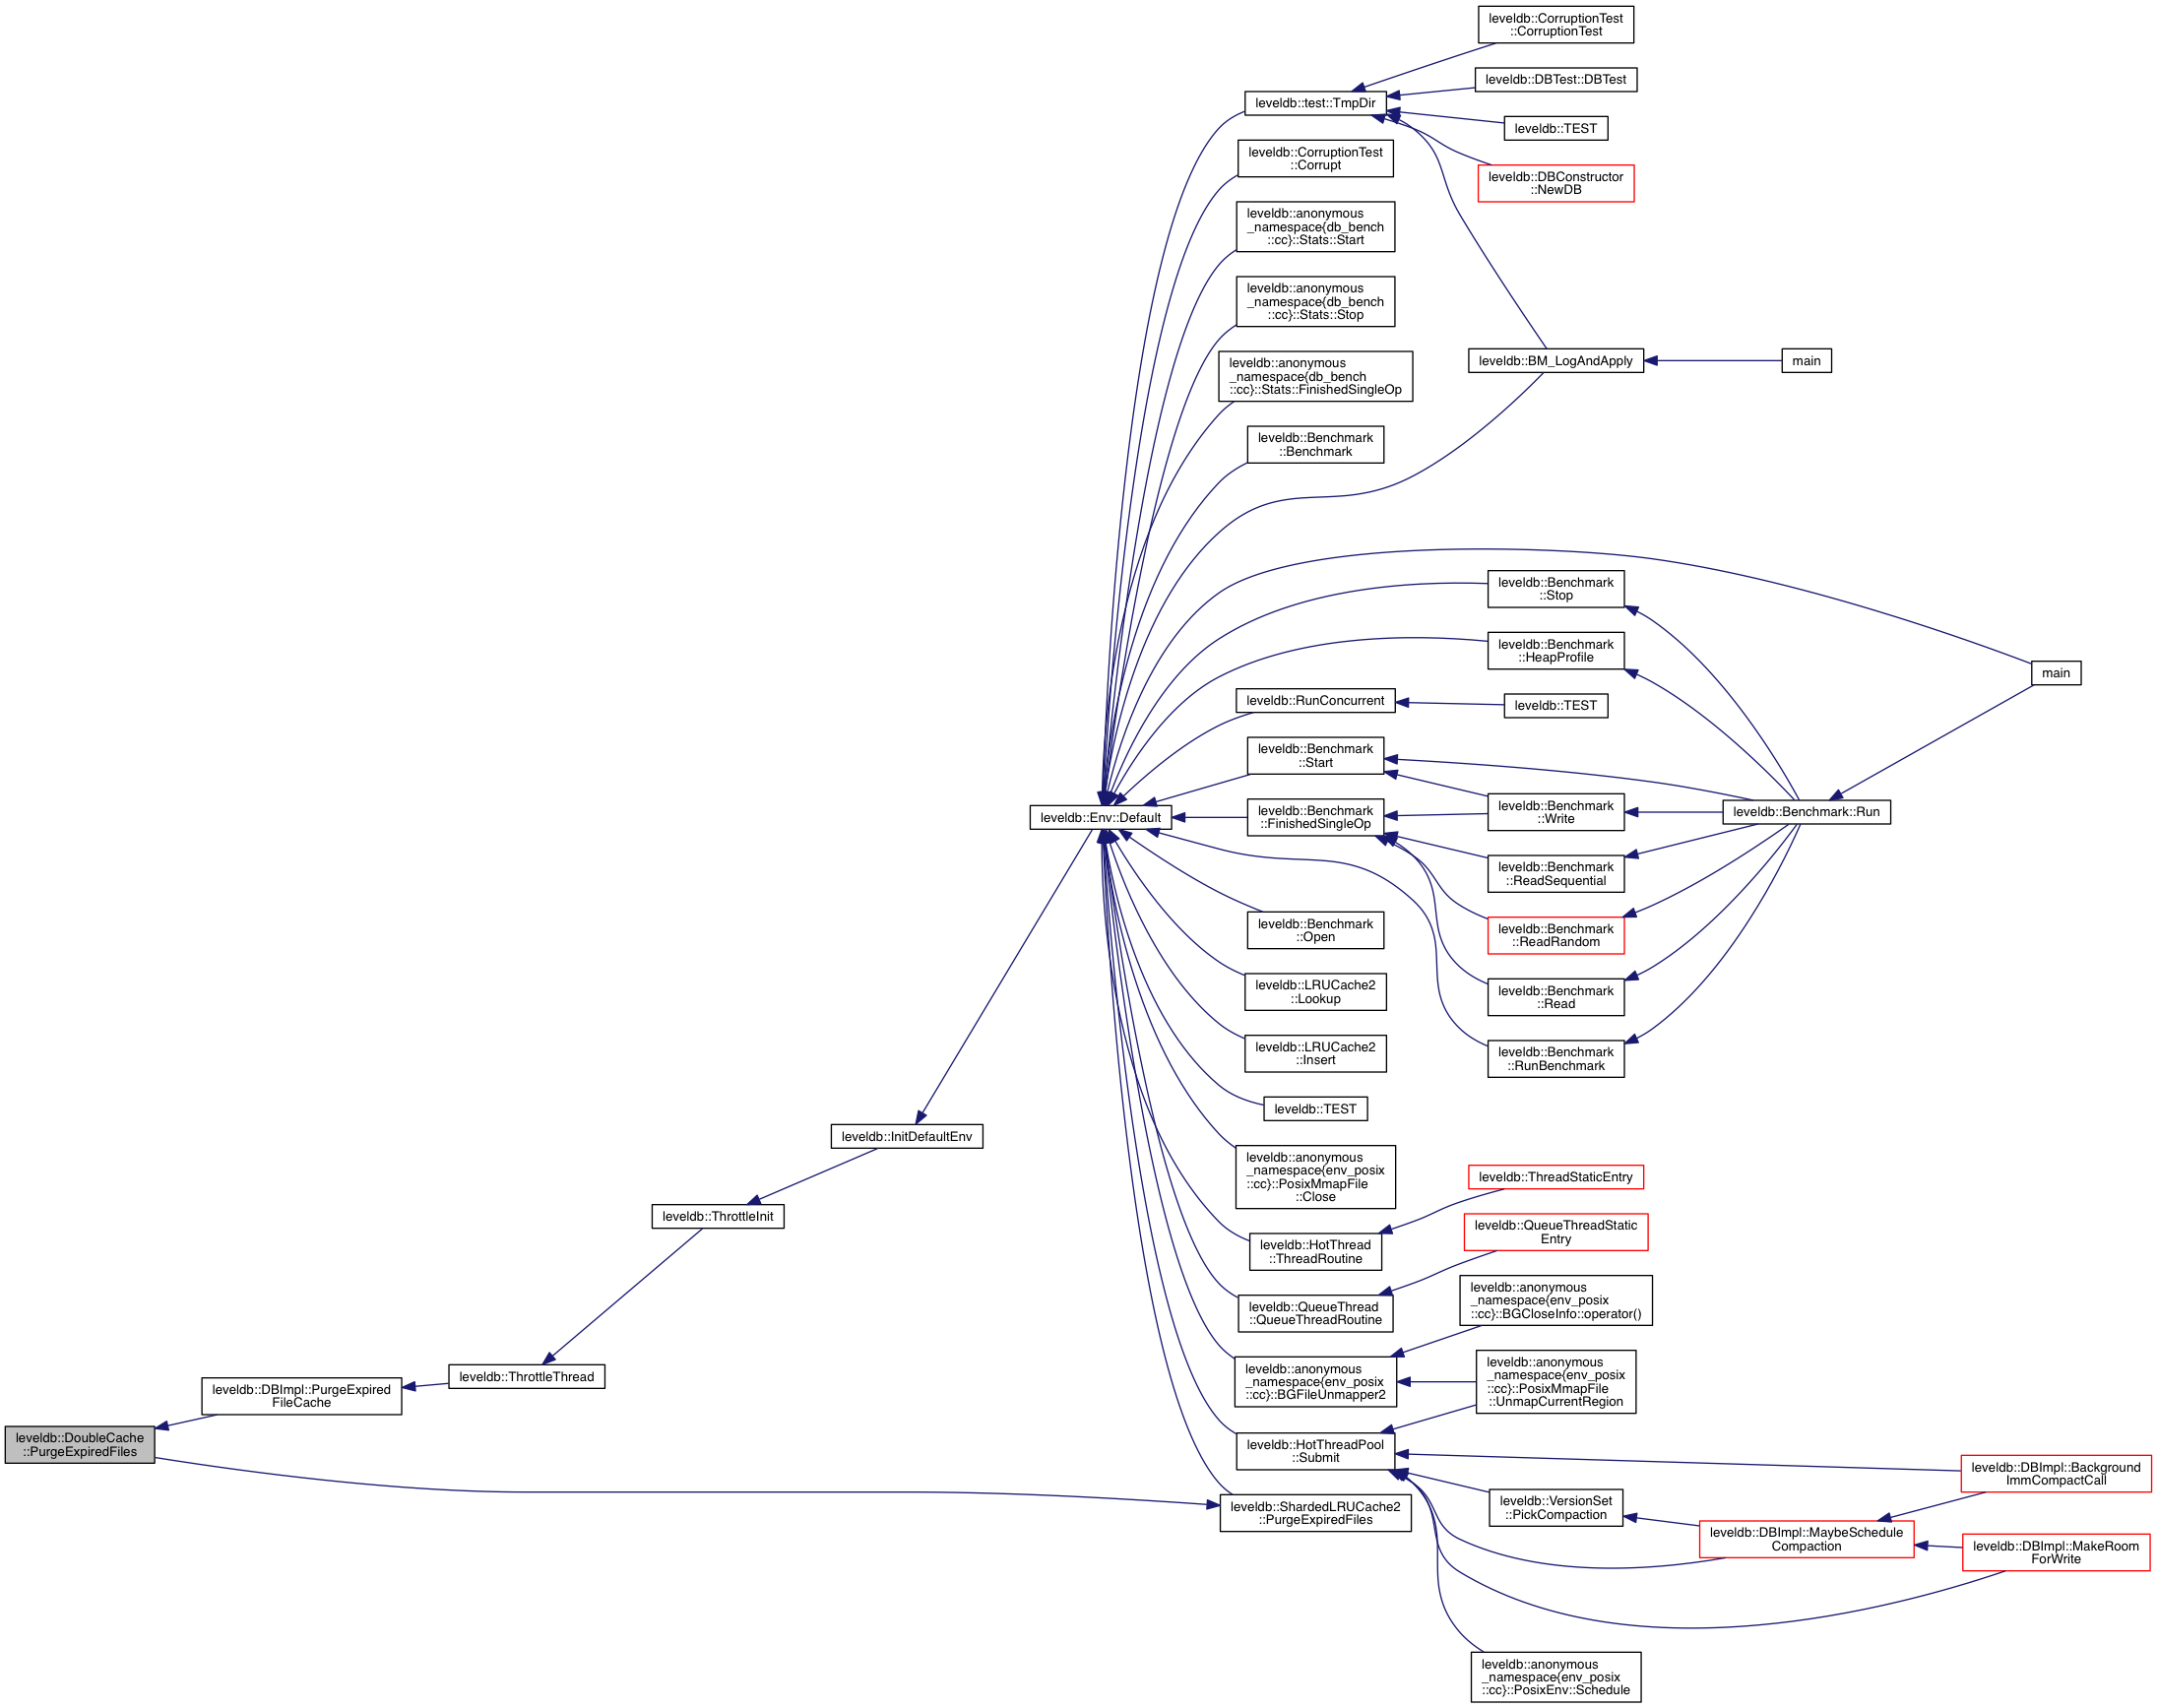 leveldb::CorruptionTest
::CorruptionTest
leveldb::DBTest::DBTest
leveldb::test::TmpDir
leveldb::TEST
leveldb::CorruptionTest
::Corrupt
leveldb::DBConstructor
::NewDB
leveldb::anonymous
_namespace{db_bench
::cc}::Stats::Start
leveldb::anonymous
_namespace{db_bench
::cc}::Stats::Stop
leveldb::anonymous
_namespace{db_bench
::cc}::Stats::FinishedSingleOp
leveldb::BM_LogAndApply
main
leveldb::Benchmark
::Benchmark
leveldb::Benchmark
::Stop
leveldb::Benchmark
::HeapProfile
main
leveldb::RunConcurrent
leveldb::TEST
leveldb::Benchmark
::Start
leveldb::Env::Default
leveldb::Benchmark
::FinishedSingleOp
leveldb::Benchmark
::Write
leveldb::Benchmark::Run
leveldb::Benchmark
::ReadSequential
leveldb::Benchmark
::Open
leveldb::Benchmark
::ReadRandom
leveldb::LRUCache2
::Lookup
leveldb::Benchmark
::Read
leveldb::LRUCache2
::Insert
leveldb::Benchmark
::RunBenchmark
leveldb::TEST
leveldb::InitDefaultEnv
leveldb::anonymous
_namespace{env_posix
::cc}::PosixMmapFile
::Close
leveldb::ThreadStaticEntry
leveldb::ThrottleInit
leveldb::HotThread
::ThreadRoutine
leveldb::QueueThreadStatic
Entry
leveldb::QueueThread
::QueueThreadRoutine
leveldb::anonymous
_namespace{env_posix
::cc}::BGCloseInfo::operator()
leveldb::ThrottleThread
leveldb::anonymous
_namespace{env_posix
::cc}::BGFileUnmapper2
leveldb::anonymous
_namespace{env_posix
::cc}::PosixMmapFile
::UnmapCurrentRegion
leveldb::DBImpl::PurgeExpired
FileCache
leveldb::DoubleCache
::PurgeExpiredFiles
leveldb::HotThreadPool
::Submit
leveldb::DBImpl::Background
ImmCompactCall
leveldb::ShardedLRUCache2
::PurgeExpiredFiles
leveldb::VersionSet
::PickCompaction
leveldb::DBImpl::MaybeSchedule
Compaction
leveldb::DBImpl::MakeRoom
ForWrite
leveldb::anonymous
_namespace{env_posix
::cc}::PosixEnv::Schedule